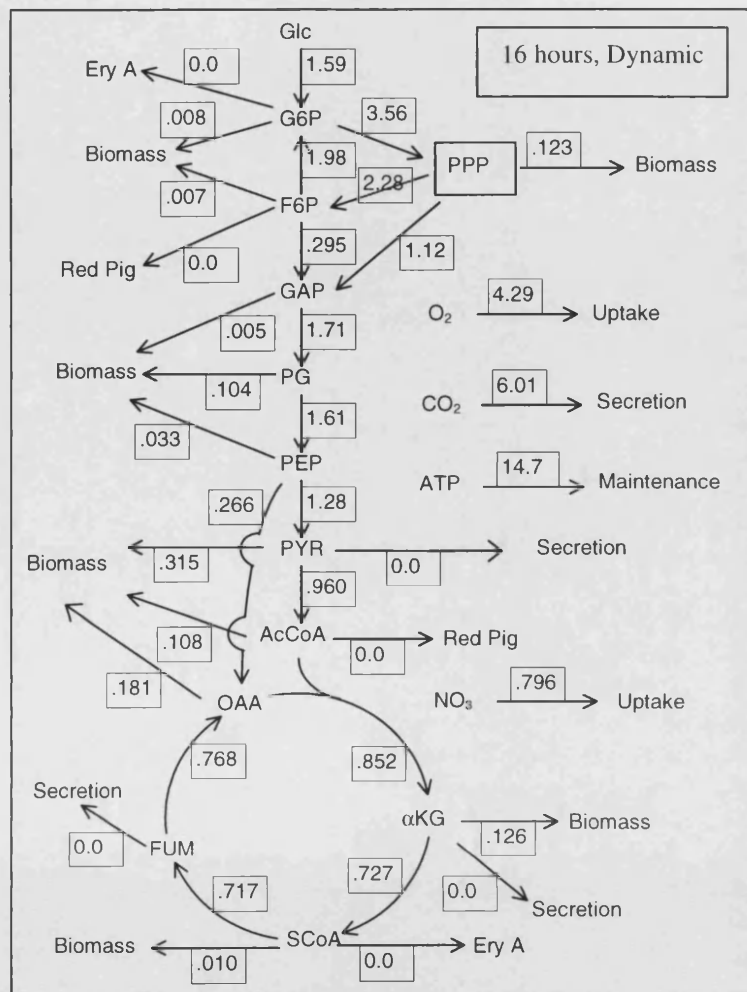 Glc
16 hours, Dynamic
Ery A
0.0
1.59
.008
G6P
3.56
Biomass
1.98
PPP
.123
Biomass
2.28
.007
F6P
Red Pig
0.0
.295
1.12
GAP
O₂
4.29
Uptake
.005
1.71
Biomass
.104
PG
CO₂
6.01
Secretion
.033
1.61
PEP
ATP
14.7
Maintenance
.266
1.28
Biomass
.315
PYR
0.0
Secretion
.960
.108
AcCoA
0.0
Red Pig
.181
OAA
NO₃
.796
Uptake
.768
.852
Secretion
0.0
FUM
αKG
.126
Biomass
.717
.727
0.0
Secretion
Biomass
.010
SCoA
0.0
Ery A